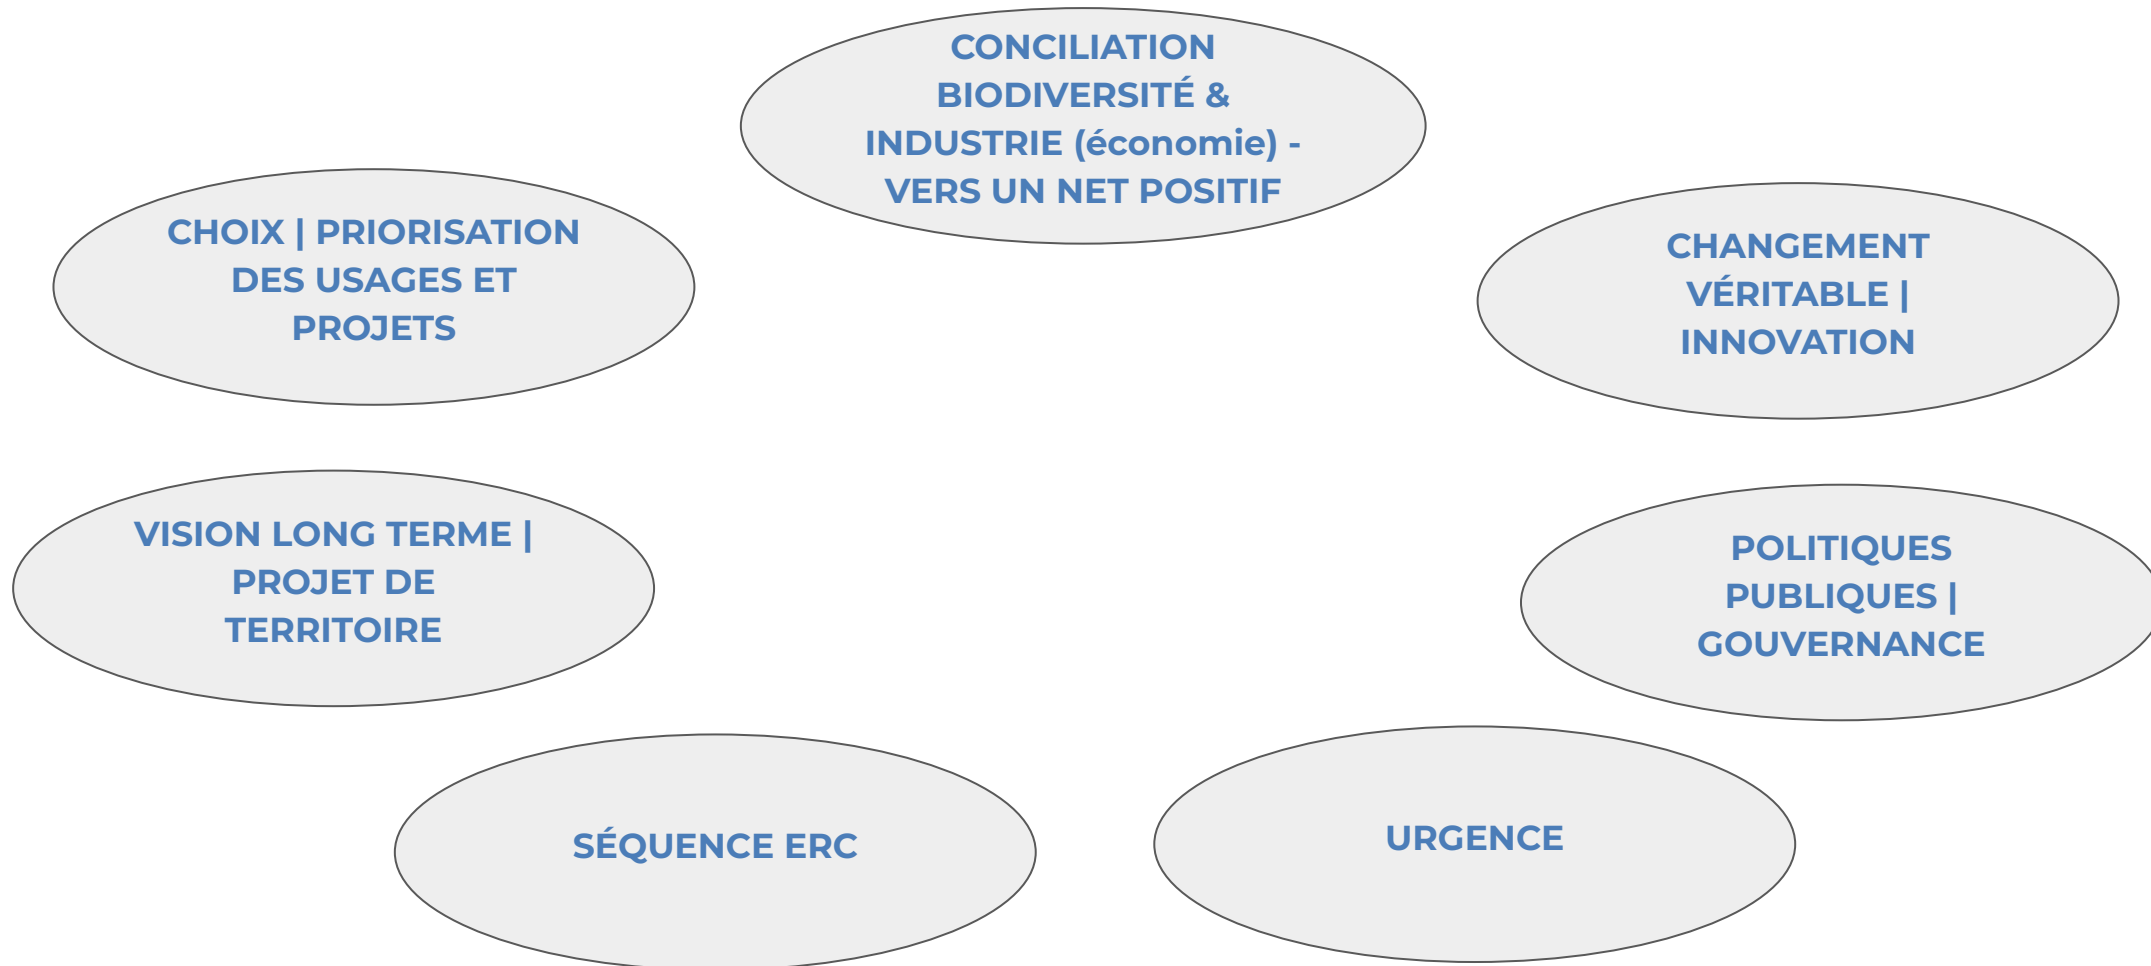 CONCILIATION
BIODIVERSITÉ &
INDUSTRIE (économie) -
VERS UN NET POSITIF
CHOIX | PRIORISATION
DES USAGES ET
PROJETS
CHANGEMENT
VÉRITABLE |
INNOVATION
VISION LONG TERME |
PROJET DE
TERRITOIRE
POLITIQUES
PUBLIQUES |
GOUVERNANCE
SÉQUENCE ERC
URGENCE